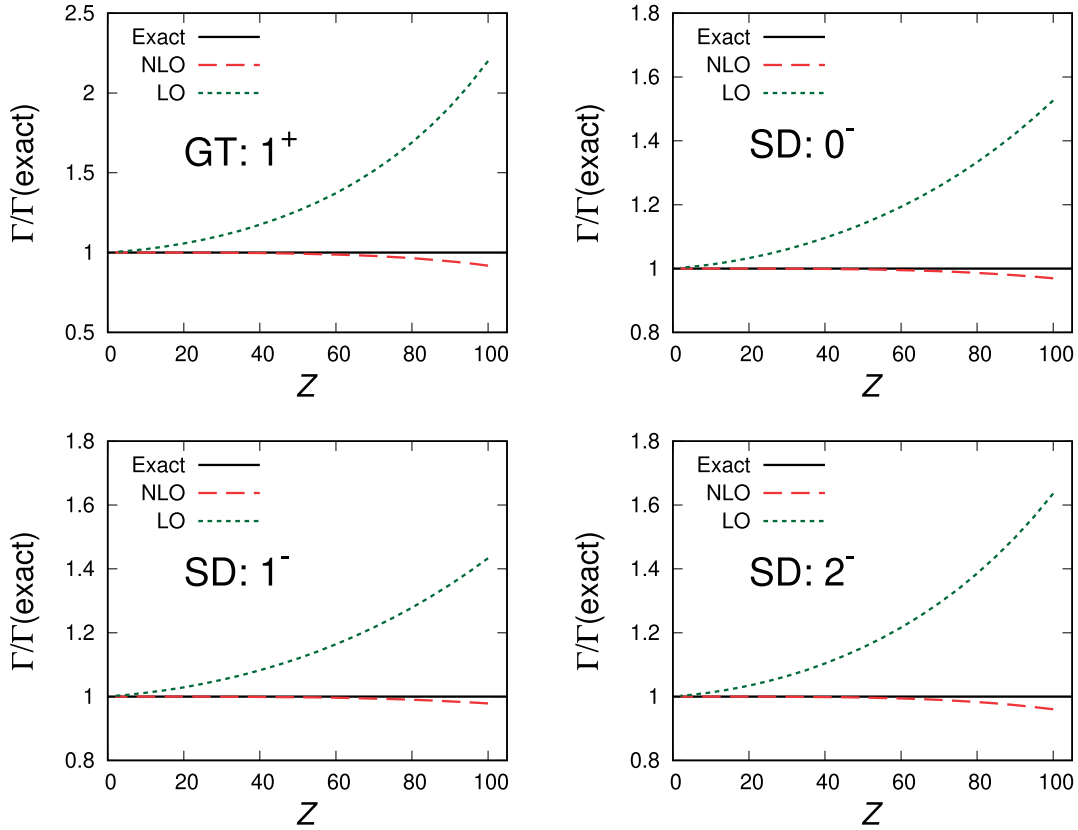 2.5
2
1.5
1
0.5
Γ/Γ(exact)
Exact
NLO
LO
GT: 1⁺
0 20 40 60 80 100
Z
1.8
1.6
1.4
1.2
1
0.8
Γ/Γ(exact)
Exact
NLO
LO
SD: 0⁻
0 20 40 60 80 100
Z
1.8
1.6
1.4
1.2
1
0.8
Γ/Γ(exact)
Exact
NLO
LO
SD: 1⁻
0 20 40 60 80 100
Z
1.8
1.6
1.4
1.2
1
0.8
Γ/Γ(exact)
Exact
NLO
LO
SD: 2⁻
0 20 40 60 80 100
Z